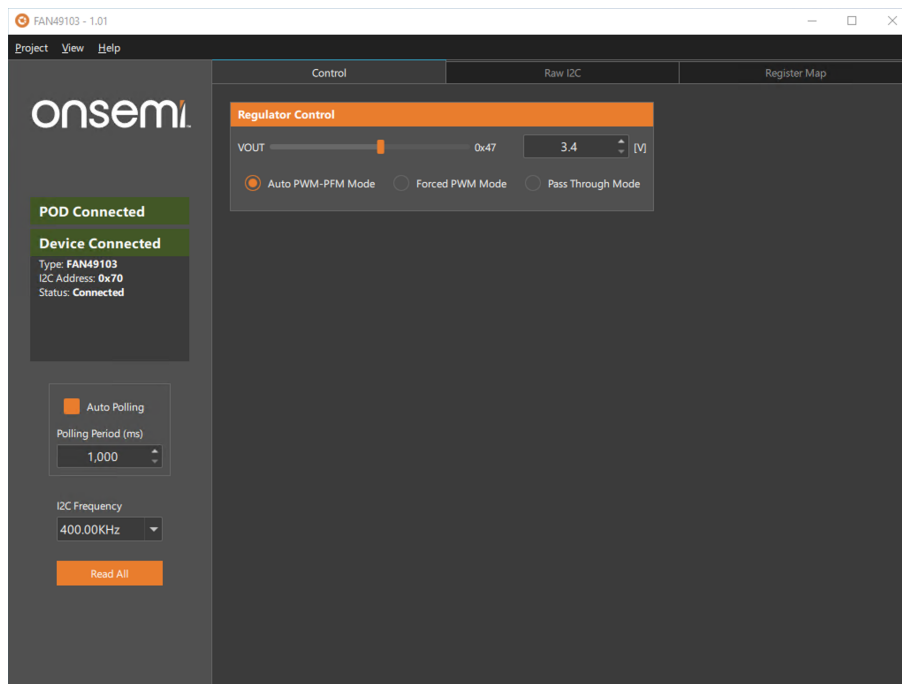 FAN49103 - 1.01
Project View Help
Control Raw I2C Register Map
onsemi
Regulator Control
VOUT 0x47 3.4 [V]
Auto PWM-PFM Mode Forced PWM Mode Pass Through Mode
POD Connected
Device Connected
Type: FAN49103
I2C Address: 0x70
Status: Connected
Auto Polling
Polling Period (ms)
1,000
I2C Frequency
400.00KHz
Read All